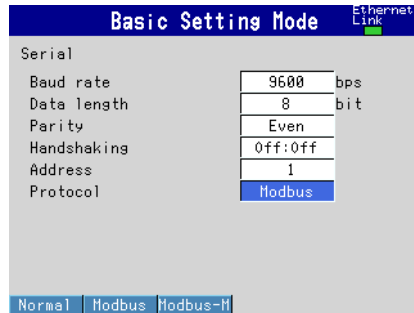 Basic Setting Mode
Ethernet
Link
Serial
Baud rate 9600 bps
Data length 8 bit
Parity Even
Handshaking Off:Off
Address 1
Protocol Modbus
Normal Modbus Modbus-M